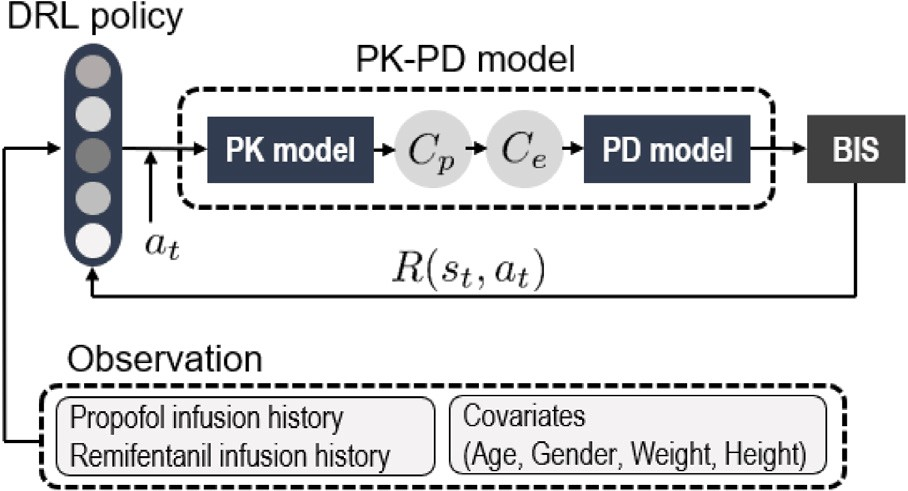 DRL policy
PK-PD model
PK model
C_p
C_e
PD model
BIS
a_t
R(s_t, a_t)
Observation
Propofol infusion history
Remifentanil infusion history
Covariates
(Age, Gender, Weight, Height)